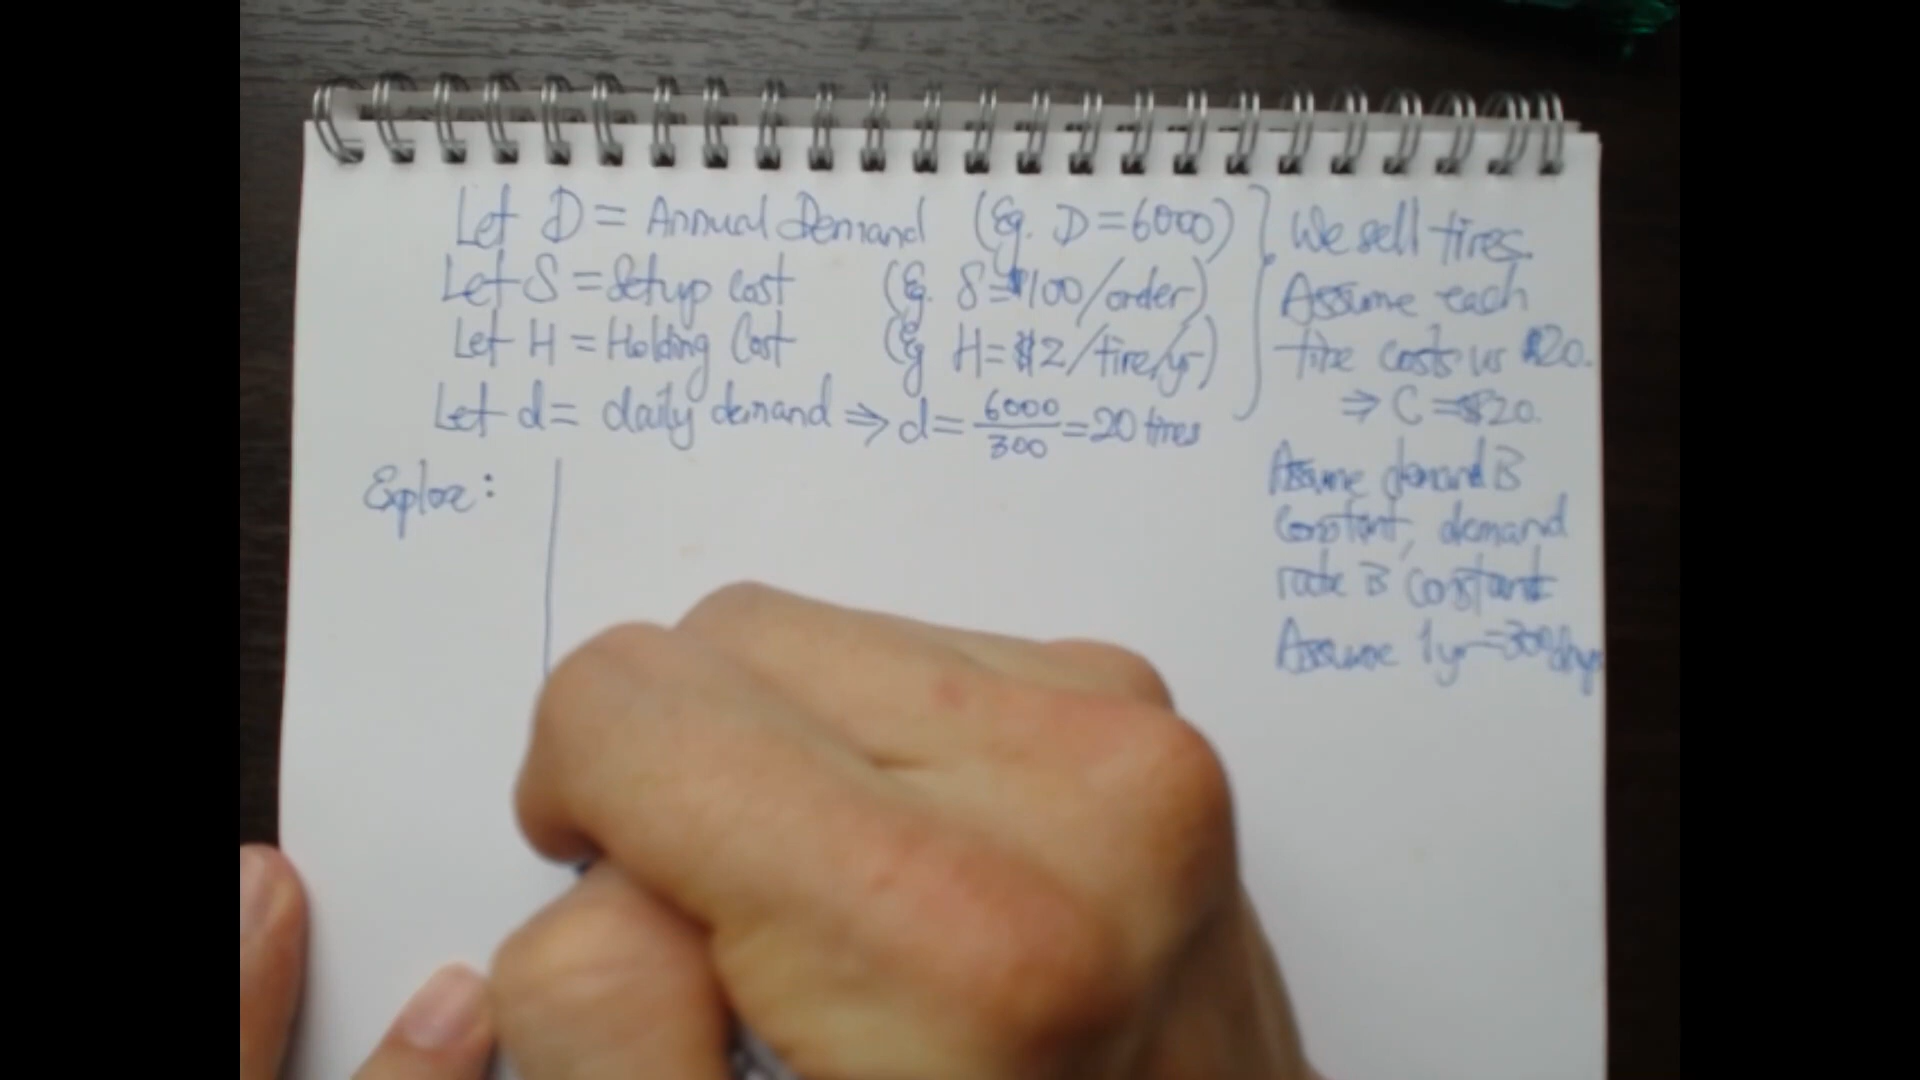 Let D = Annual Demand (Eg. D = 6000)
Let S = Setup cost (Eg. S = $100/order)
Let H = Holding Cost (Eg H = $2/tire/yr)
Let d = daily demand ⇒ d = 6000/300 = 20 tires
Explore:
We sell tires.
Assume each
tire costs us $20.
⇒ C = $20.
Assume demand is
constant, demand
rate is constant
Assume 1 yr = 300 days